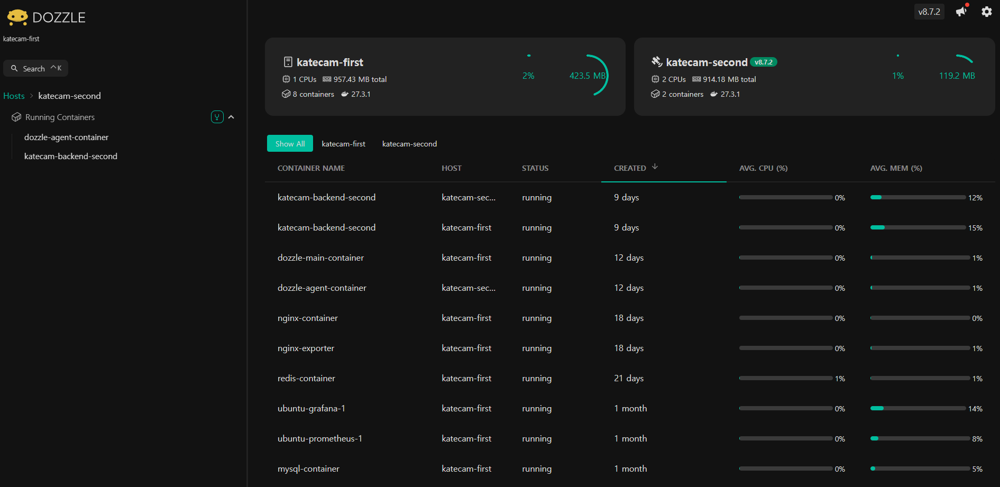 DOZZLE
katecam-first
Search ^K
Hosts > katecam-second
Running Containers
dozzle-agent-container
katecam-backend-second
v8.7.2
katecam-first
1 CPUs 957.43 MB total
8 containers 27.3.1
2%
423.5 MB
katecam-second v8.7.2
2 CPUs 914.18 MB total
2 containers 27.3.1
1%
119.2 MB
Show All katecam-first katecam-second
CONTAINER NAME HOST STATUS CREATED AVG. CPU (%) AVG. MEM (%)
katecam-backend-second katecam-sec... running 9 days 0% 12%
katecam-backend-second katecam-first running 9 days 0% 15%
dozzle-main-container katecam-first running 12 days 0% 1%
dozzle-agent-container katecam-sec... running 12 days 0% 1%
nginx-container katecam-first running 18 days 0% 0%
nginx-exporter katecam-first running 18 days 0% 1%
redis-container katecam-first running 21 days 1% 1%
ubuntu-grafana-1 katecam-first running 1 month 0% 14%
ubuntu-prometheus-1 katecam-first running 1 month 0% 8%
mysql-container katecam-first running 1 month 0% 5%